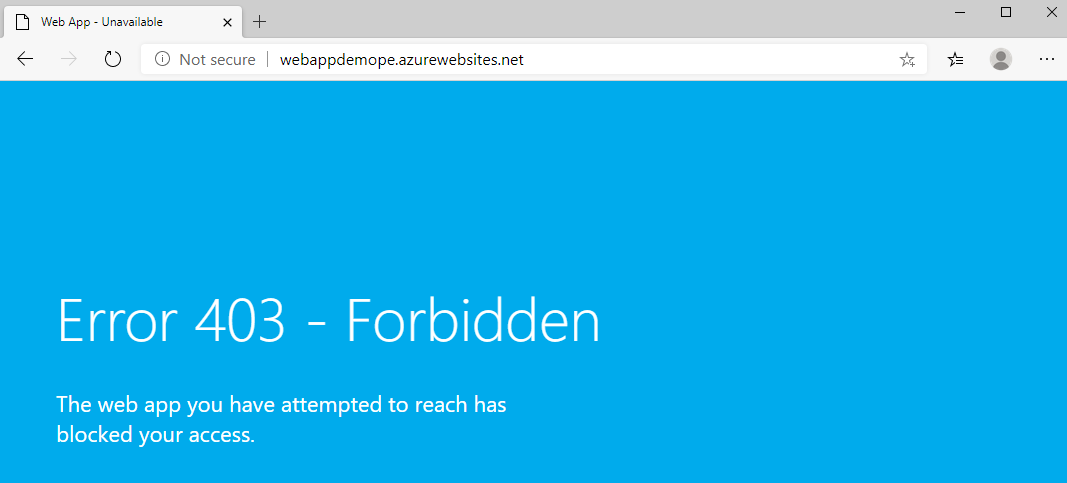 Web App - Unavailable
Not secure
webappdemope.azurewebsites.net
Error 403 - Forbidden
The web app you have attempted to reach has
blocked your access.